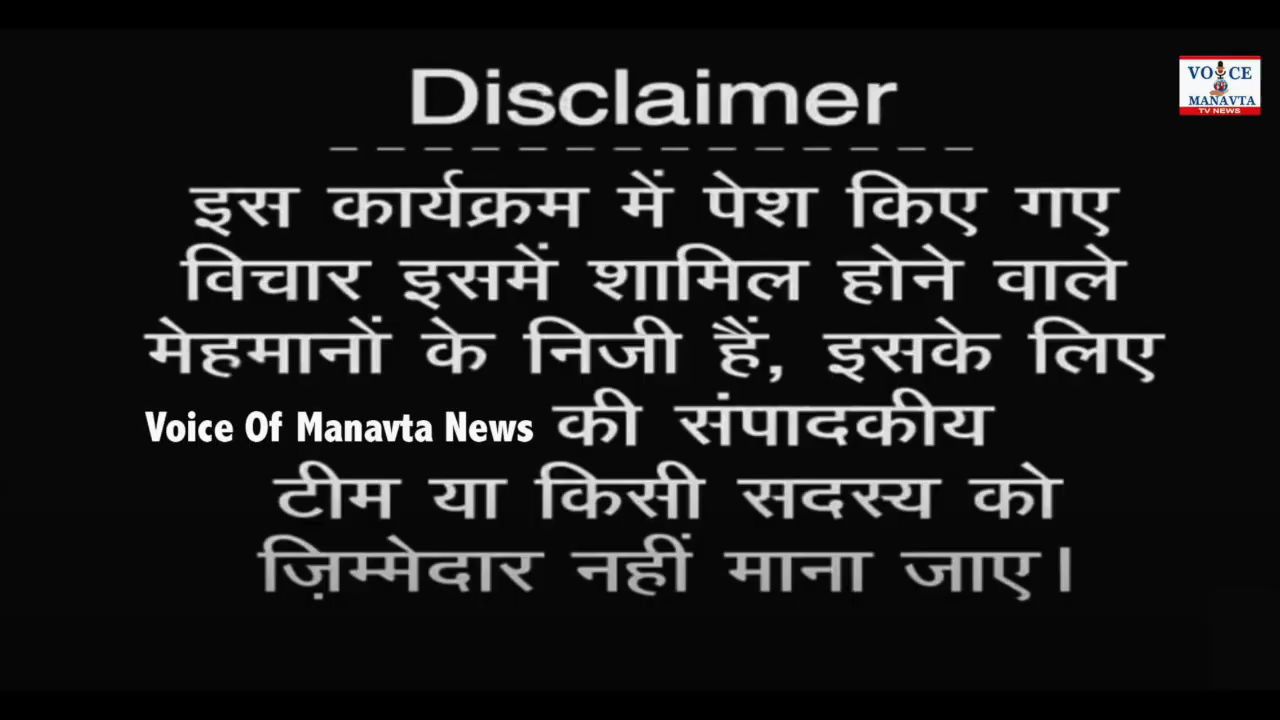 Disclaimer
VOICE
MANAVTA
TV NEWS
इस कार्यक्रम में पेश किए गए
विचार इसमें शामिल होने वाले
मेहमानों के निजी हैं, इसके लिए
Voice Of Manavta News की संपादकीय
टीम या किसी सदस्य को
ज़िम्मेदार नहीं माना जाए।